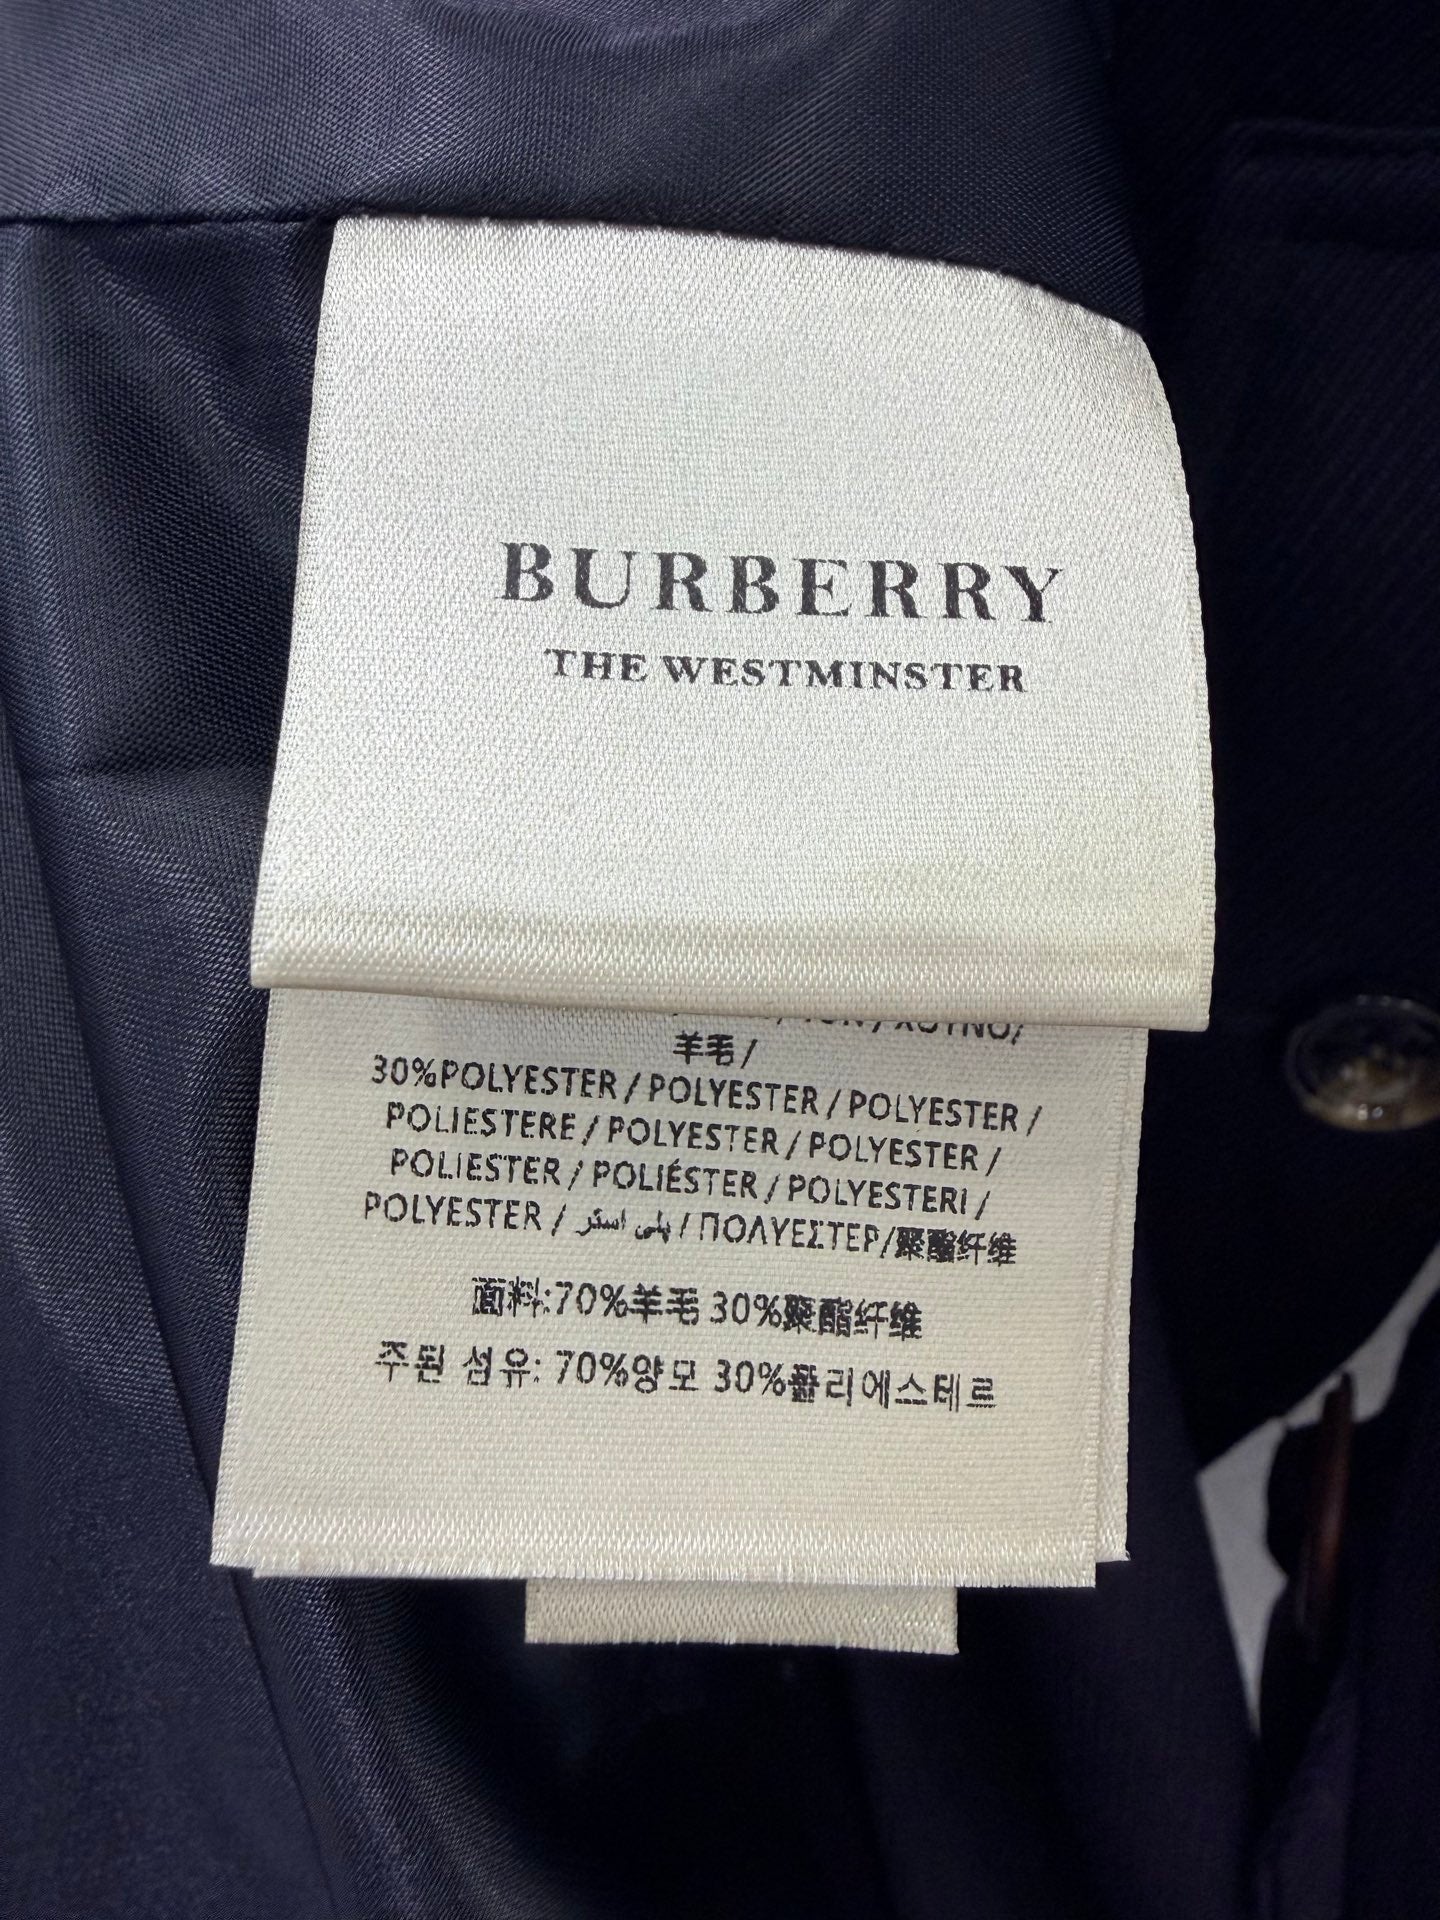 BURBERRY
THE WESTMINSTER
羊毛 /
30%POLYESTER / POLYESTER / POLYESTER /
POLIESTERE / POLYESTER / POLYESTER /
POLIESTER / POLIÉSTER / POLYESTERI /
POLYESTER / پلی استر / ΠΟΛΥΕΣΤΕΡ/聚酯纤维
面料:70%羊毛 30%聚酯纤维
주된 섬유: 70%양모 30%폴리에스테르